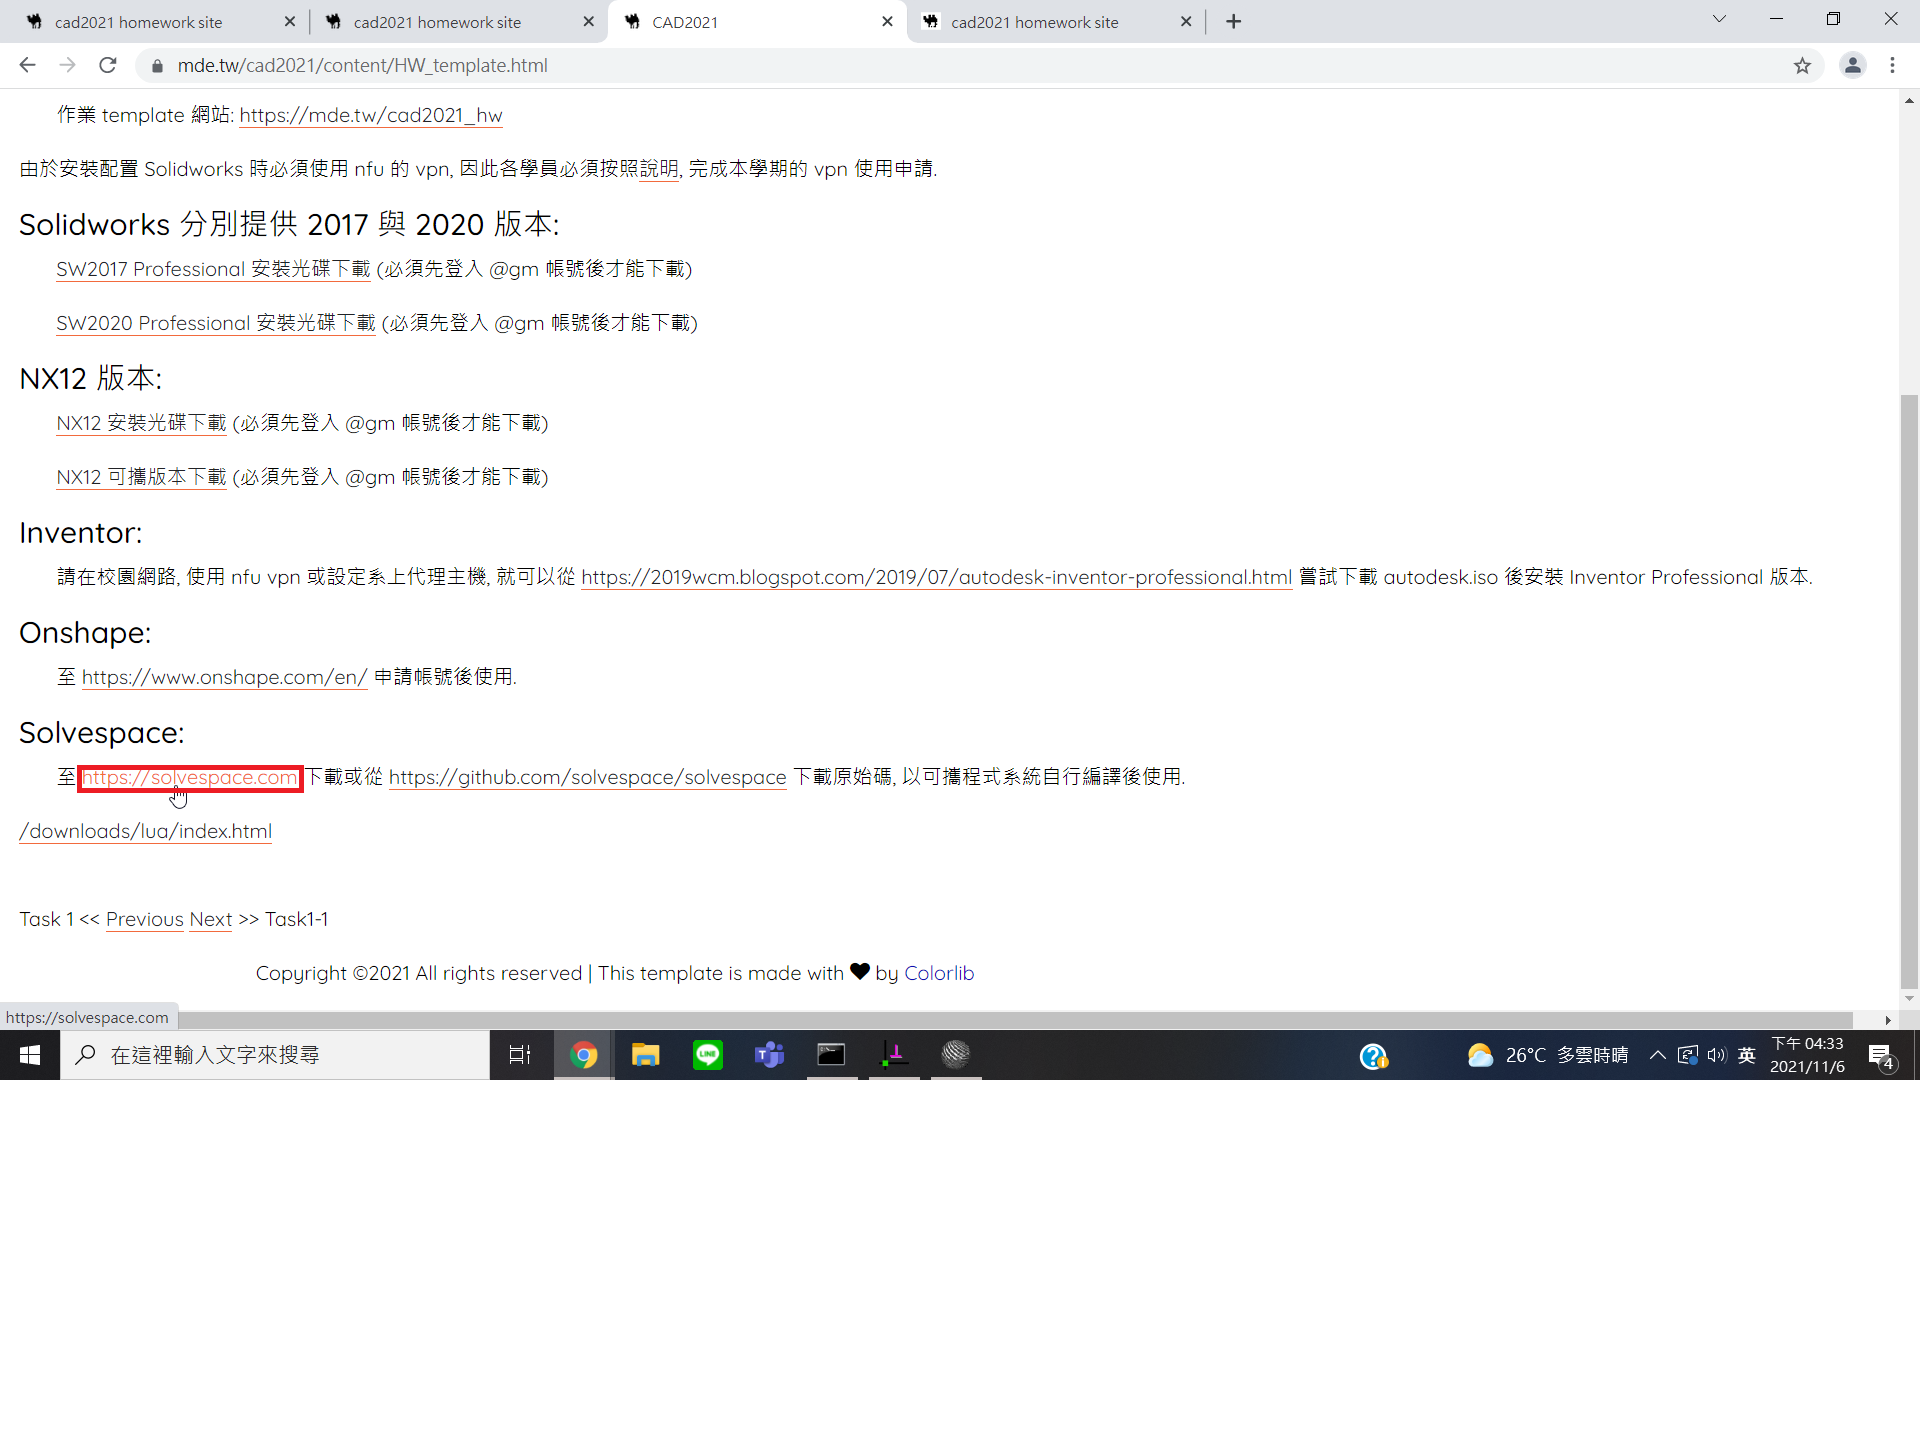 cad2021 homework site
cad2021 homework site
CAD2021
cad2021 homework site
mde.tw/cad2021/content/HW_template.html
作業 template 網站: https://mde.tw/cad2021_hw
由於安裝配置 Solidworks 時必須使用 nfu 的 vpn, 因此各學員必須按照說明, 完成本學期的 vpn 使用申請.
Solidworks 分別提供 2017 與 2020 版本:
SW2017 Professional 安裝光碟下載 (必須先登入 @gm 帳號後才能下載)
SW2020 Professional 安裝光碟下載 (必須先登入 @gm 帳號後才能下載)
NX12 版本:
NX12 安裝光碟下載 (必須先登入 @gm 帳號後才能下載)
NX12 可攜版本下載 (必須先登入 @gm 帳號後才能下載)
Inventor:
請在校園網路, 使用 nfu vpn 或設定系上代理主機, 就可以從 https://2019wcm.blogspot.com/2019/07/autodesk-inventor-professional.html 嘗試下載 autodesk.iso 後安裝 Inventor Professional 版本.
Onshape:
至 https://www.onshape.com/en/ 申請帳號後使用.
Solvespace:
至 https://solvespace.com 下載或從 https://github.com/solvespace/solvespace 下載原始碼, 以可攜程式系統自行編譯後使用.
/downloads/lua/index.html
Task 1 << Previous Next >> Task1-1
Copyright ©2021 All rights reserved | This template is made with ♥ by Colorlib
https://solvespace.com
在這裡輸入文字來搜尋
LINE
T
26°C 多雲時晴
英
下午 04:33
2021/11/6
4